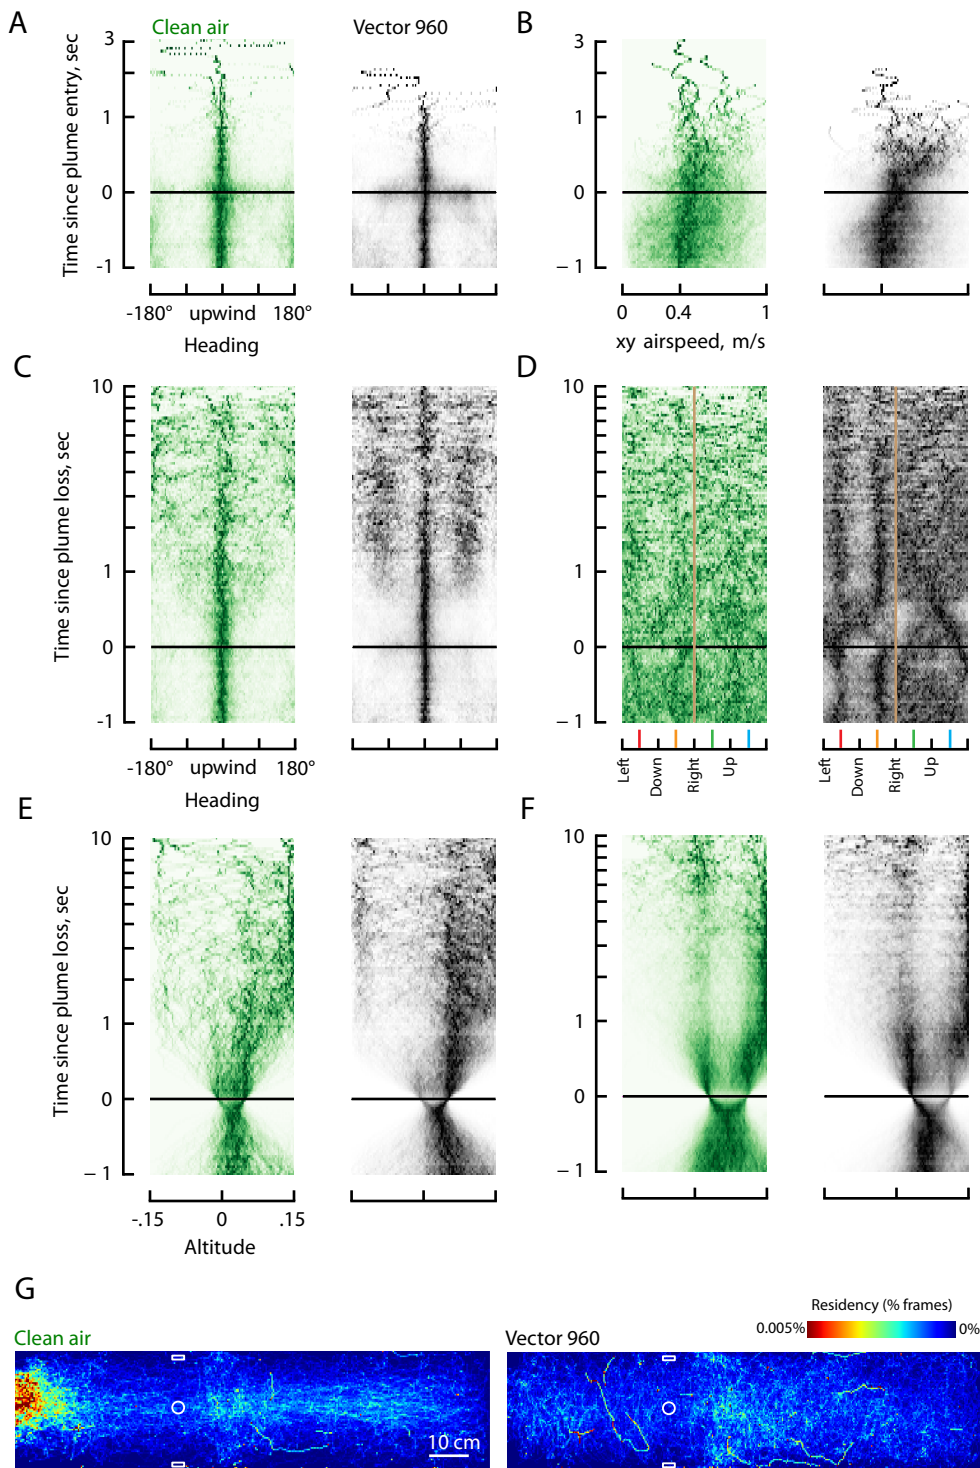 A
Clean air
Vector 960
B
Time since plume entry, sec
3
1
0
-1
3
1
0
−1
-180° upwind 180°
Heading
0 0.4 1
xy airspeed, m/s
C
D
Time since plume loss, sec
10
1
0
-1
10
1
0
−1
-180° upwind 180°
Heading
Left Down Right Up
Left Down Right Up
E
F
Time since plume loss, sec
10
1
0
−1
10
1
0
−1
-.15 0 .15
Altitude
G
Clean air
Vector 960
Residency (% frames)
0.005% 0%
10 cm